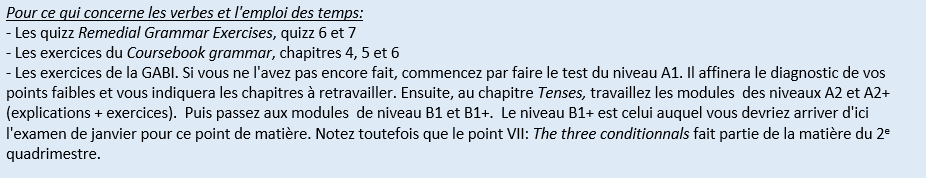 Pour ce qui concerne les verbes et l'emploi des temps:
- Les quizz Remedial Grammar Exercises, quizz 6 et 7
- Les exercices du Coursebook grammar, chapitres 4, 5 et 6
- Les exercices de la GABI. Si vous ne l'avez pas encore fait, commencez par faire le test du niveau A1. Il affinera le diagnostic de vos
points faibles et vous indiquera les chapitres à retravailler. Ensuite, au chapitre Tenses, travaillez les modules des niveaux A2 et A2+
(explications + exercices). Puis passez aux modules de niveau B1 et B1+. Le niveau B1+ est celui auquel vous devriez arriver d'ici
l'examen de janvier pour ce point de matière. Notez toutefois que le point VII: The three conditionnals fait partie de la matière du 2e
quadrimestre.